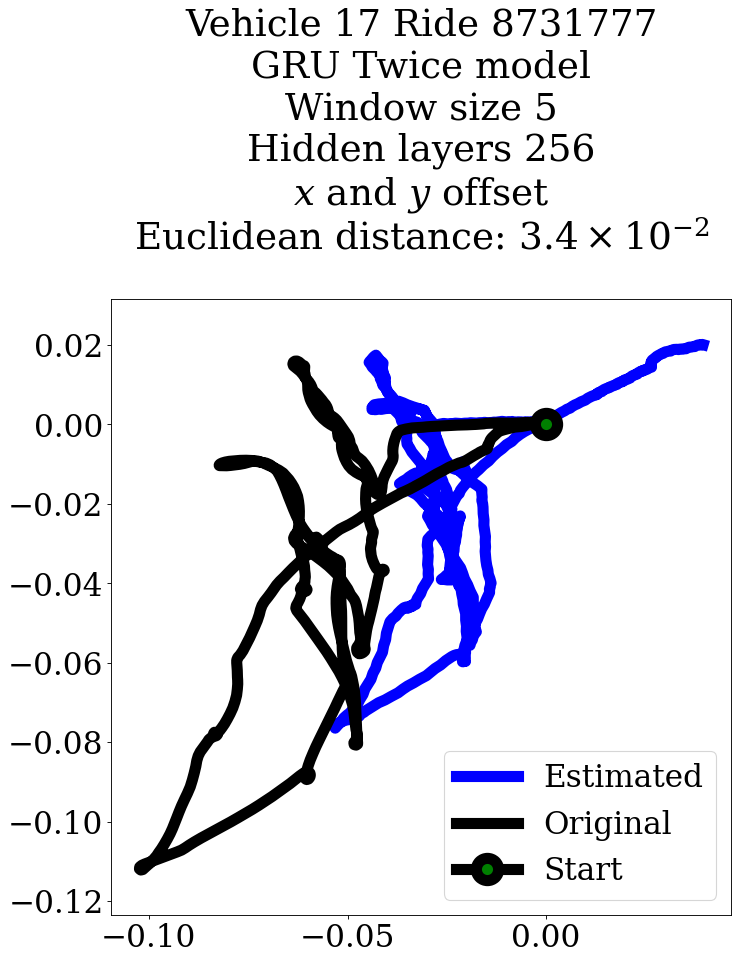 Vehicle 17 Ride 8731777
GRU Twice model
Window size 5
Hidden layers 256
x and y offset
Euclidean distance: 3.4 × 10⁻²
0.02
0.00
−0.02
−0.04
−0.06
−0.08
−0.10
−0.12
Estimated
Original
Start
−0.10 −0.05 0.00